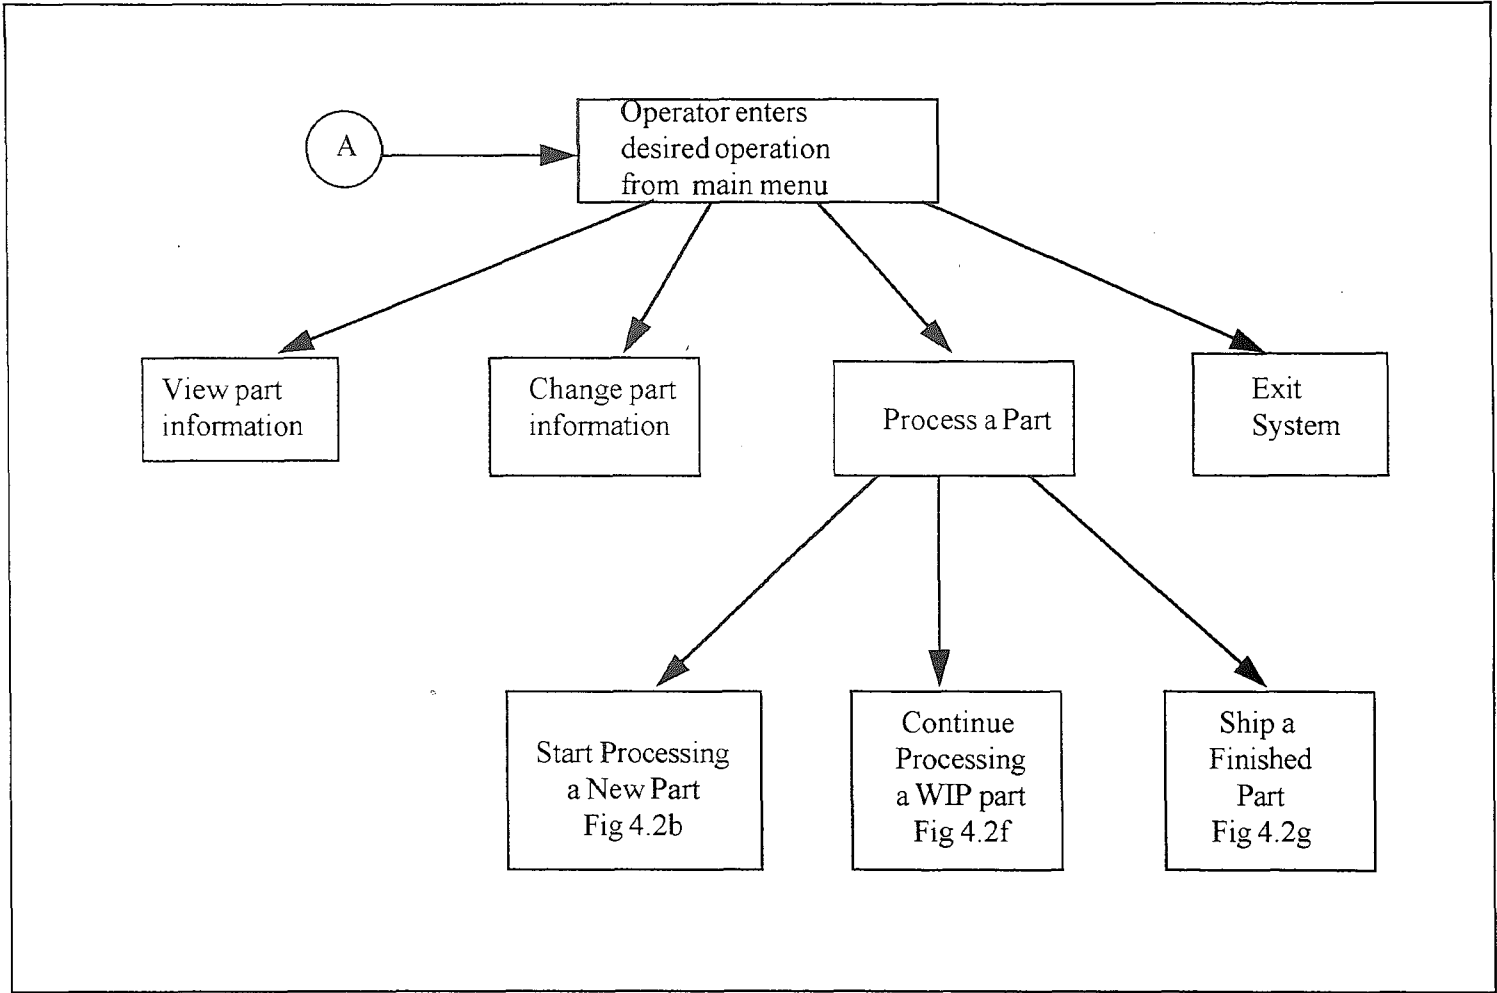 A
Operator enters
desired operation
from main menu
View part
information
Change part
information
Process a Part
Exit
System
Start Processing
a New Part
Fig 4.2b
Continue
Processing
a WIP part
Fig 4.2f
Ship a
Finished
Part
Fig 4.2g